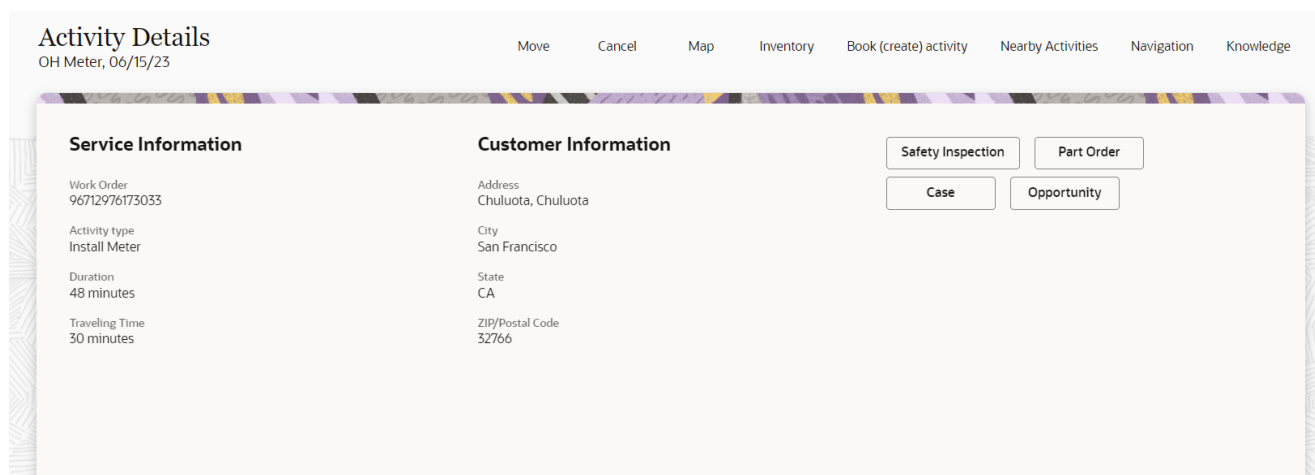 Activity Details
OH Meter, 06/15/23
Move Cancel Map Inventory Book (create) activity Nearby Activities Navigation Knowledge
Service Information
Work Order
96712976173033
Activity type
Install Meter
Duration
48 minutes
Traveling Time
30 minutes
Customer Information
Address
Chuluota, Chuluota
City
San Francisco
State
CA
ZIP/Postal Code
32766
Safety Inspection Part Order
Case Opportunity